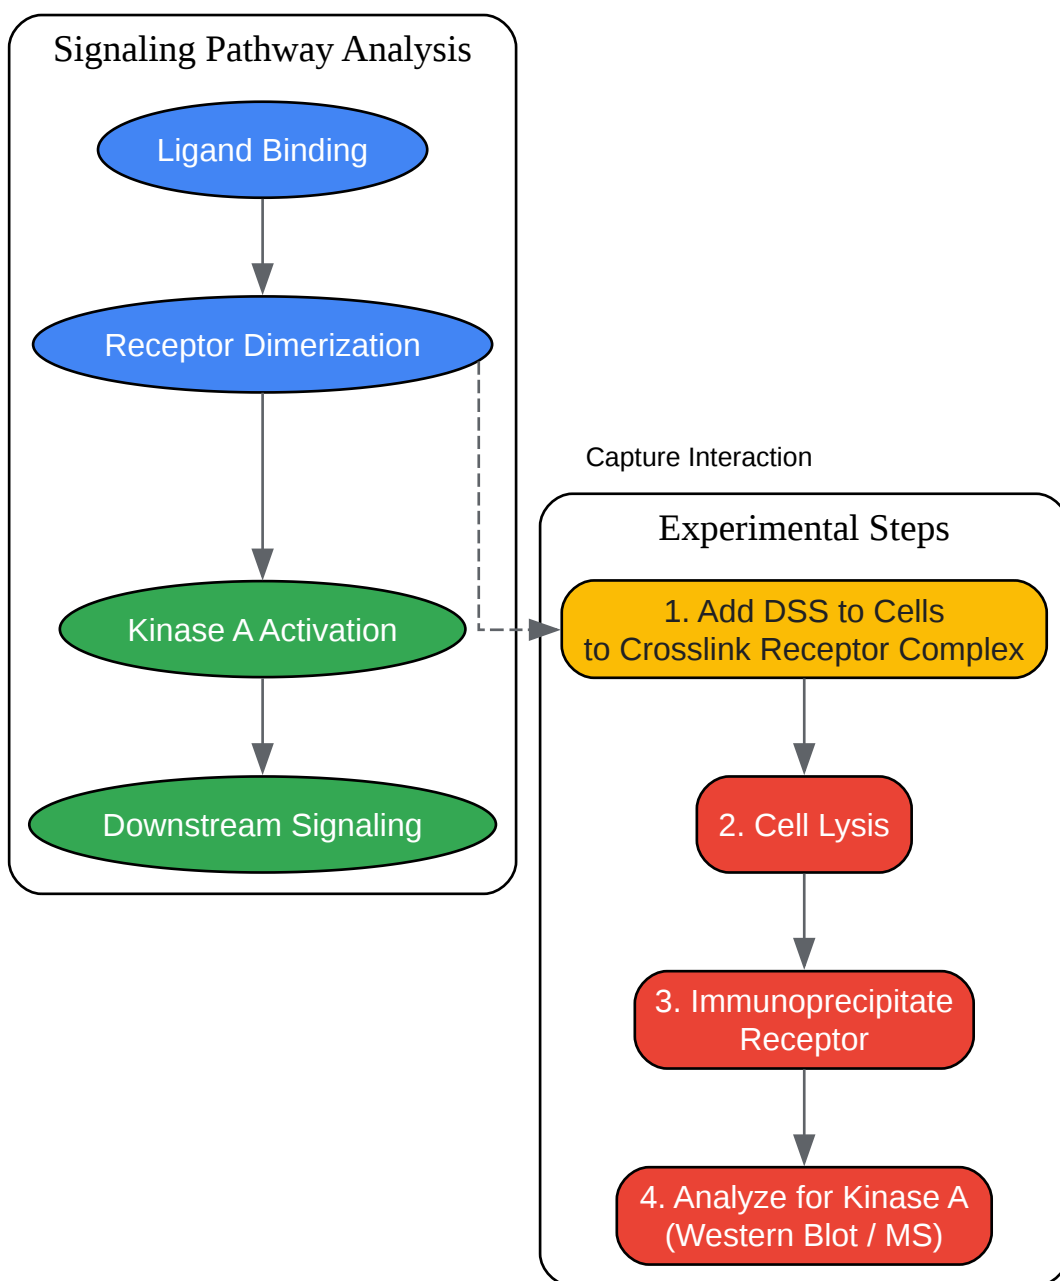 Signaling Pathway Analysis
Ligand Binding
Receptor Dimerization
Kinase A Activation
Downstream Signaling
Capture Interaction
Experimental Steps
1. Add DSS to Cells
to Crosslink Receptor Complex
2. Cell Lysis
3. Immunoprecipitate
Receptor
4. Analyze for Kinase A
(Western Blot / MS)